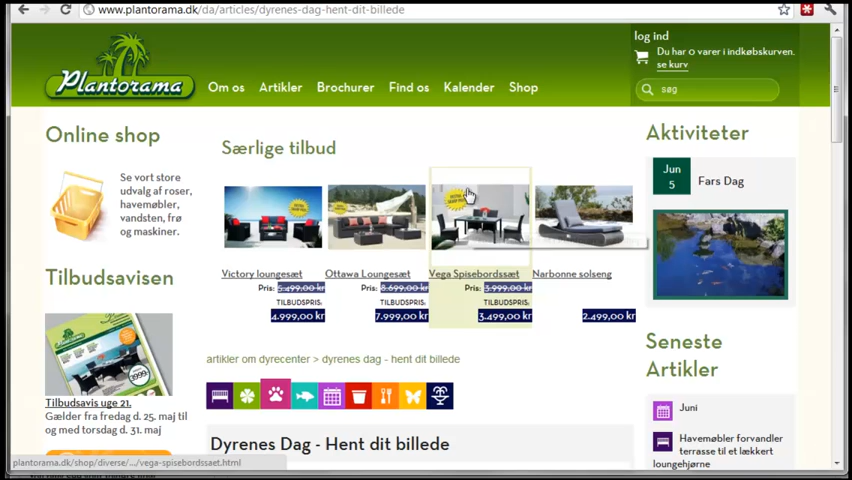 www.plantorama.dk/da/articles/dyrenes-dag-hent-dit-billede
Plantorama
Om os
Artikler
Brochurer
Find os
Kalender
Shop
log ind
Du har 0 varer i indkøbskurven.
se kurv
søg
Online shop
Se vort store
udvalg af roser,
havemøbler,
vandsten, frø
og maskiner.
Tilbudsavisen
Tilbudsavis uge 21.
Gælder fra fredag d. 25. maj til
og med torsdag d. 31. maj
Særlige tilbud
Victory loungesæt
Pris: 5.499,00 kr
TILBUDSPRIS:
4.999,00 kr
Ottawa Loungesæt
Pris: 8.699,00 kr
TILBUDSPRIS:
7.999,00 kr
Vega Spisebordssæt
Pris: 3.999,00 kr
TILBUDSPRIS:
3.499,00 kr
Narbonne solseng
2.499,00 kr
artikler om dyrecenter > dyrenes dag - hent dit billede
Dyrenes Dag - Hent dit billede
Aktiviteter
Jun
5
Fars Dag
Seneste
Artikler
Juni
Havemøbler forvandler
terrasse til et lækkert
loungehjørne
plantorama.dk/shop/diverse/.../vega-spisebordssaet.html